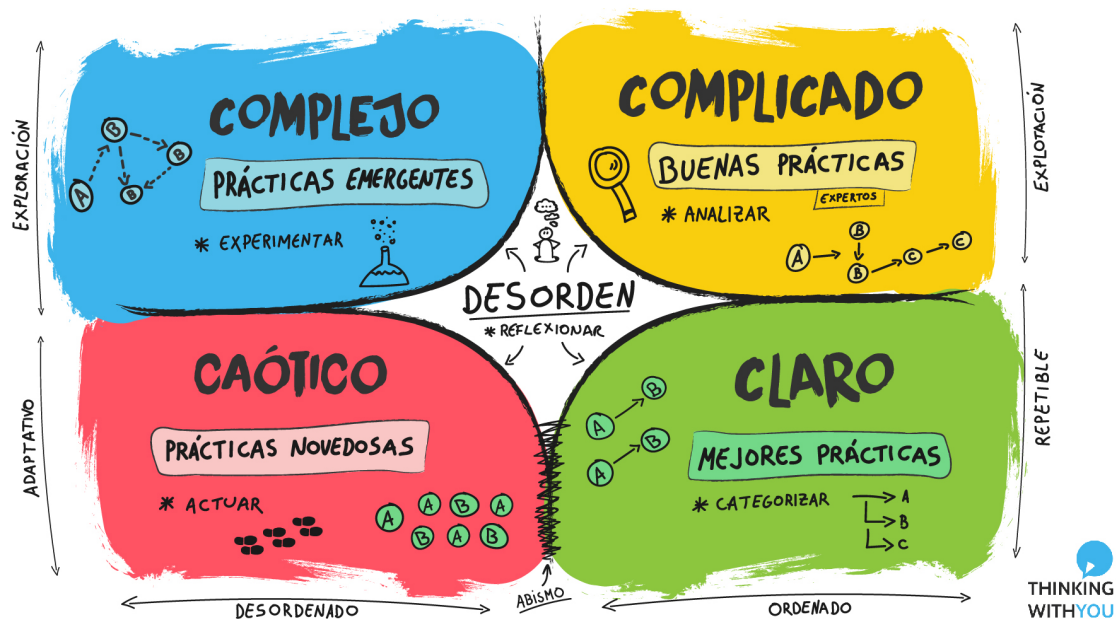 EXPLORACIÓN
COMPLEJO
PRÁCTICAS EMERGENTES
* EXPERIMENTAR
A
B
B
B
COMPLICADO
BUENAS PRÁCTICAS
EXPERTOS
* ANALIZAR
A
B
B
C
C
EXPLOTACIÓN
DESORDEN
* REFLEXIONAR
ADAPTATIVO
CAÓTICO
PRÁCTICAS NOVEDOSAS
* ACTUAR
A A B A
B A B
DESORDENADO
ABISMO
CLARO
A B
A B
MEJORES PRÁCTICAS
* CATEGORIZAR
A
B
C
REPETIBLE
ORDENADO
THINKING
WITHYOU